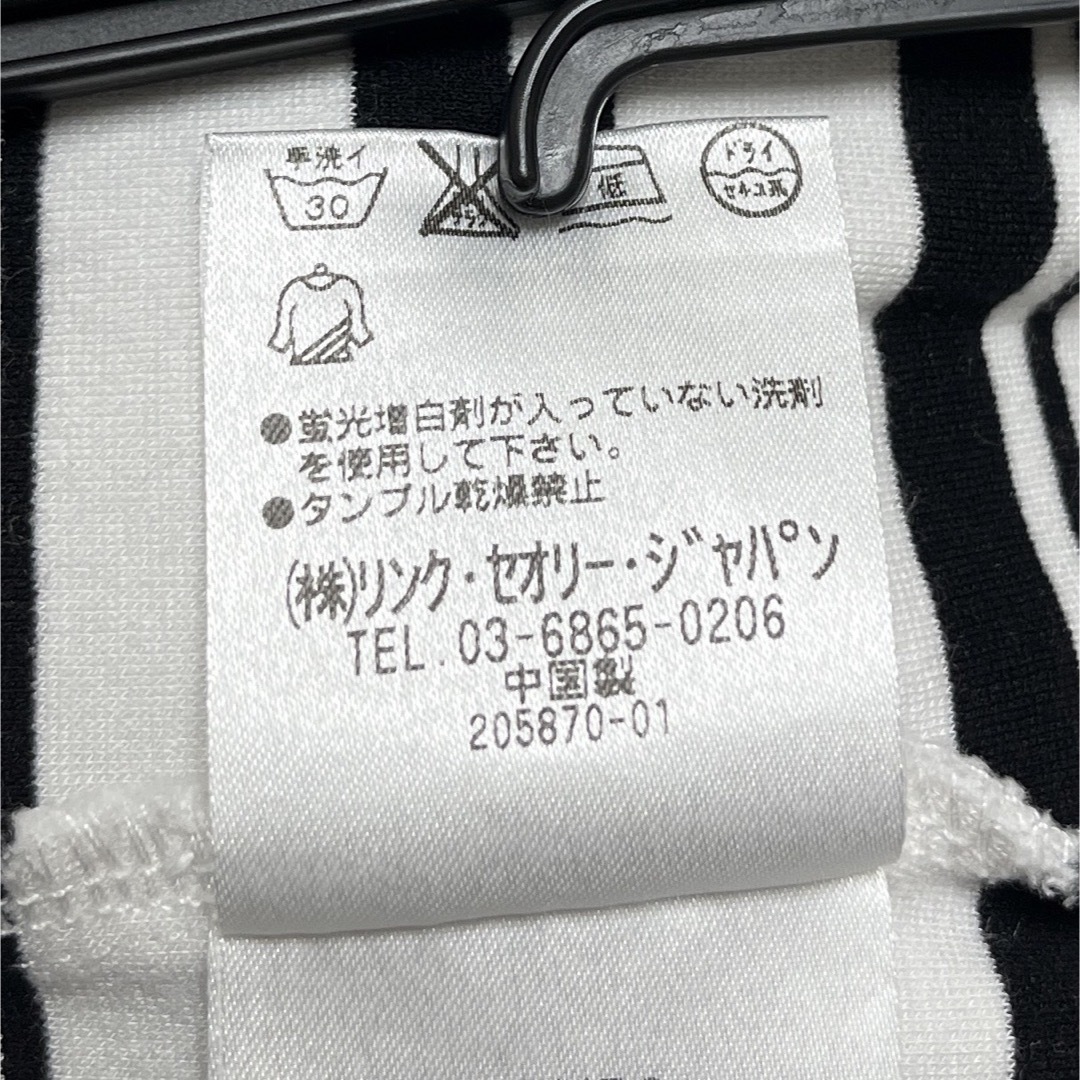 手洗イ
30
低
ドライ
セキユ系
●蛍光増白剤が入っていない洗剤
を使用して下さい。
●タンブル乾燥禁止
㈱リンク・セオリー・ジャパン
TEL. 03-6865-0206
中国製
205870-01